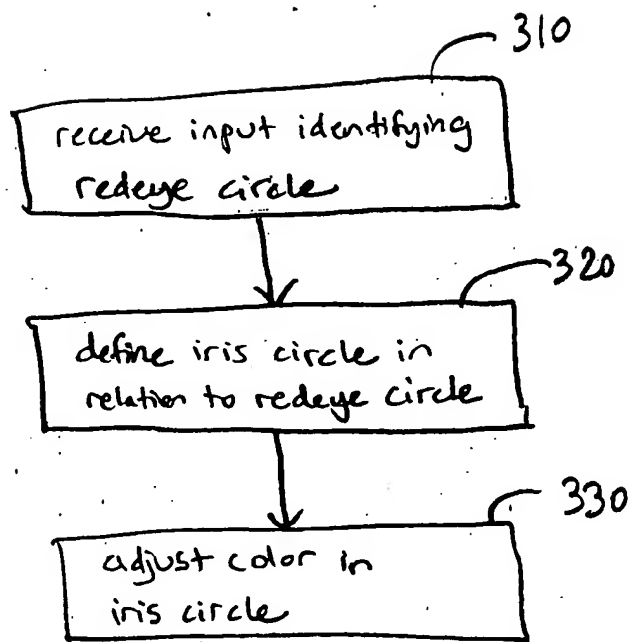 310
receive input identifying
redeye circle
320
define iris circle in
relation to redeye circle
330
adjust color in
iris circle